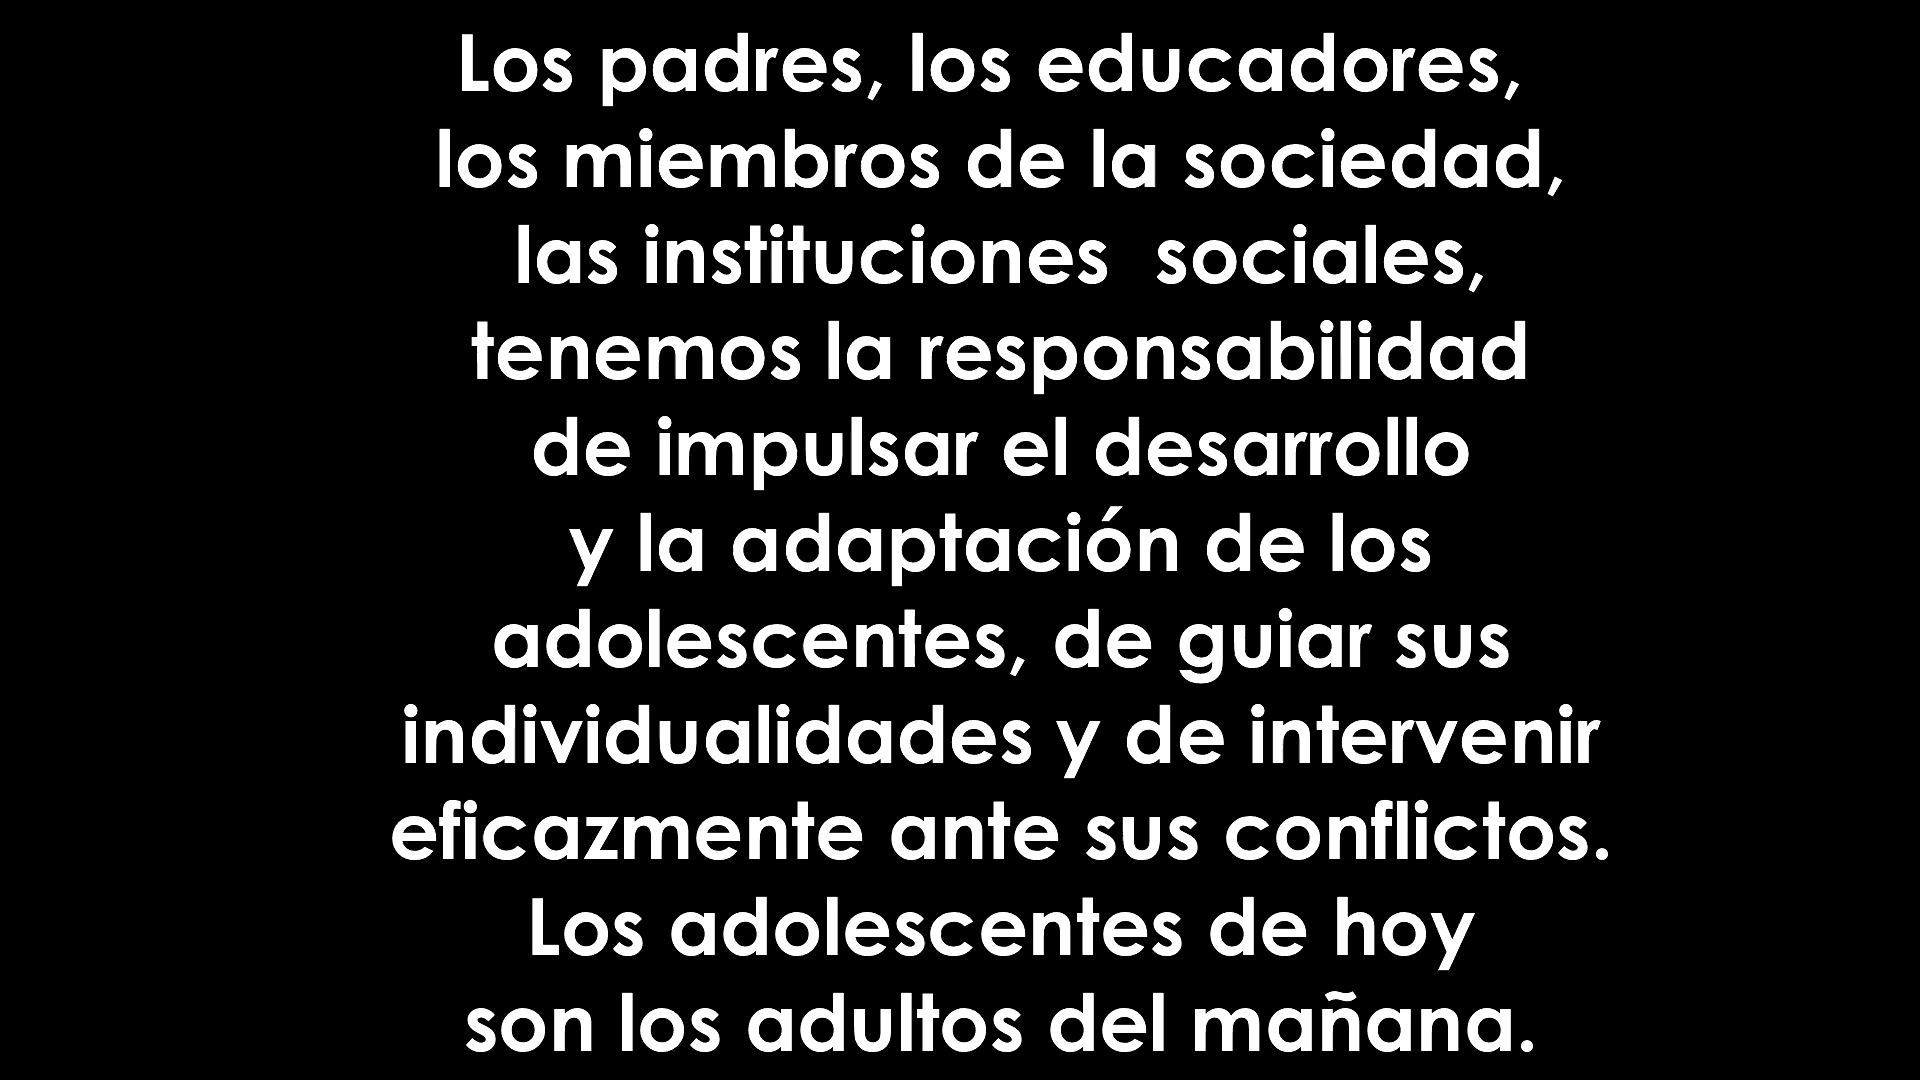 Los padres, los educadores,
los miembros de la sociedad,
las instituciones  sociales,
tenemos la responsabilidad
de impulsar el desarrollo
y la adaptación de los
adolescentes, de guiar sus
individualidades y de intervenir
eficazmente ante sus conflictos.
Los adolescentes de hoy
son los adultos del mañana.